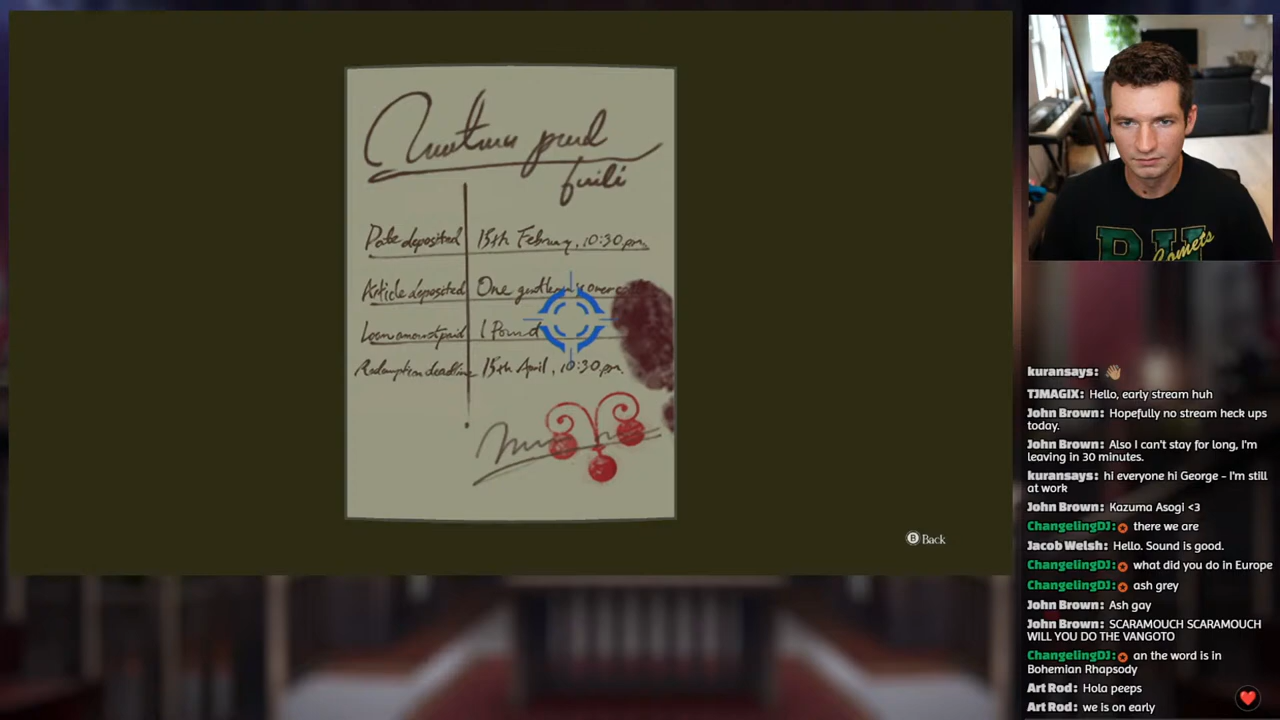 Date deposited 15th February, 10:30 p.m.
Article deposited One gentleman's overc
Loan amount paid 1 Pound
Redemption deadline 15th April, 10:30 p.m.
B Back
Comets
kuransays: 👋🏼
TJMAGIX: Hello, early stream huh
John Brown: Hopefully no stream heck ups
today.
John Brown: Also I can't stay for long, I'm
leaving in 30 minutes.
kuransays: hi everyone hi George - I'm still
at work
John Brown: Kazuma Asogi <3
ChangelingDJ: there we are
Jacob Welsh: Hello. Sound is good.
ChangelingDJ: what did you do in Europe
ChangelingDJ: ash grey
John Brown: Ash gay
John Brown: SCARAMOUCH SCARAMOUCH
WILL YOU DO THE VANGOTO
ChangelingDJ: an the word is in
Bohemian Rhapsody
Art Rod: Hola peeps
Art Rod: we is on early